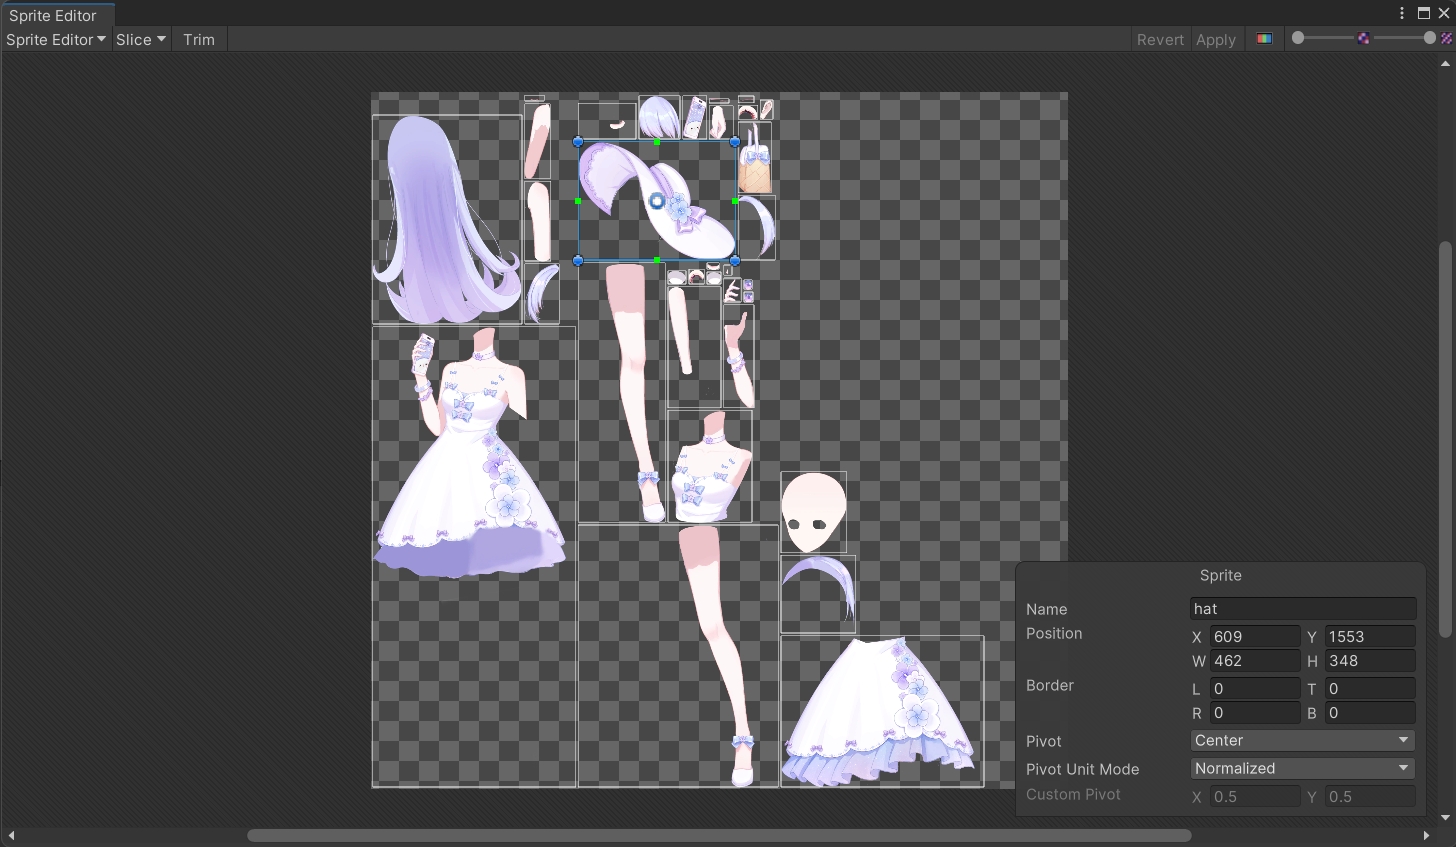 Sprite Editor
Sprite Editor Slice Trim Revert Apply
Sprite
Name hat
Position X 609 Y 1553
W 462 H 348
Border L 0 T 0
R 0 B 0
Pivot Center
Pivot Unit Mode Normalized
Custom Pivot X 0.5 Y 0.5